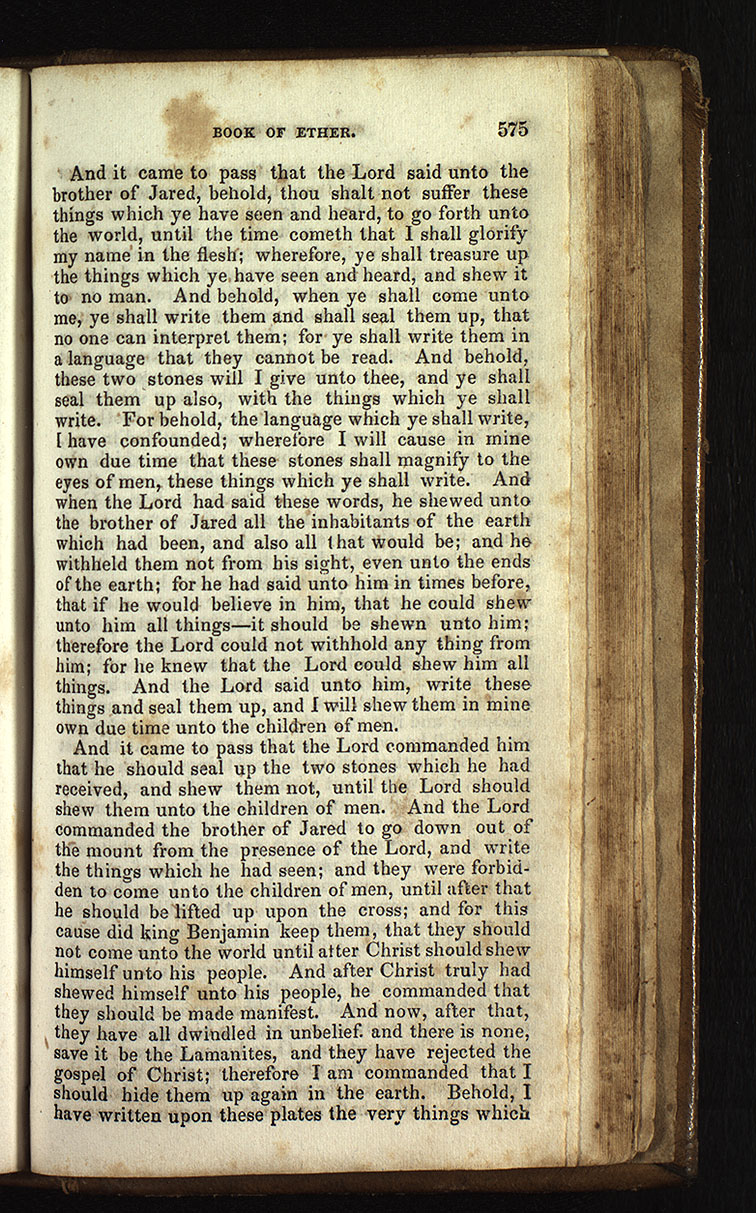 BOOK OF ETHER. 575
And it came to pass that the Lord said unto the
brother of Jared, behold, thou shalt not suffer these
things which ye have seen and heard, to go forth unto
the world, until the time cometh that I shall glorify
my name in the flesh; wherefore, ye shall treasure up
the things which ye have seen and heard, and shew it
to no man. And behold, when ye shall come unto
me, ye shall write them and shall seal them up, that
no one can interpret them; for ye shall write them in
a language that they cannot be read. And behold,
these two stones will I give unto thee, and ye shall
seal them up also, with the things which ye shall
write. For behold, the language which ye shall write,
I have confounded; wherefore I will cause in mine
own due time that these stones shall magnify to the
eyes of men, these things which ye shall write. And
when the Lord had said these words, he shewed unto
the brother of Jared all the inhabitants of the earth
which had been, and also all that would be; and he
withheld them not from his sight, even unto the ends
of the earth; for he had said unto him in times before,
that if he would believe in him, that he could shew
unto him all things—it should be shewn unto him;
therefore the Lord could not withhold any thing from
him; for he knew that the Lord could shew him all
things. And the Lord said unto him, write these
things and seal them up, and I will shew them in mine
own due time unto the children of men.
And it came to pass that the Lord commanded him
that he should seal up the two stones which he had
received, and shew them not, until the Lord should
shew them unto the children of men. And the Lord
commanded the brother of Jared to go down out of
the mount from the presence of the Lord, and write
the things which he had seen; and they were forbid-
den to come unto the children of men, until after that
he should be lifted up upon the cross; and for this
cause did king Benjamin keep them, that they should
not come unto the world until after Christ should shew
himself unto his people. And after Christ truly had
shewed himself unto his people, he commanded that
they should be made manifest. And now, after that,
they have all dwindled in unbelief. and there is none,
save it be the Lamanites, and they have rejected the
gospel of Christ; therefore I am commanded that I
should hide them up again in the earth. Behold, I
have written upon these plates the very things which